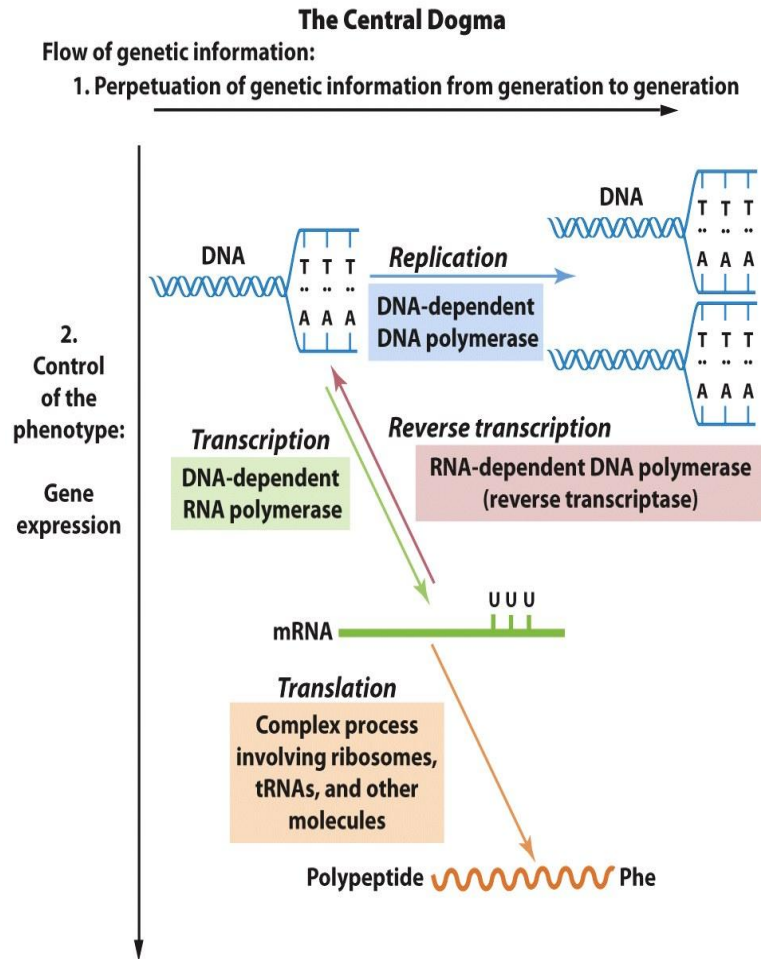 The Central Dogma
Flow of genetic information:
1. Perpetuation of genetic information from generation to generation
2.
Control
of the
phenotype:
Gene
expression
DNA
T T T
A A A
Replication
DNA-dependent
DNA polymerase
DNA
T T T
A A A
T T T
A A A
Transcription
DNA-dependent
RNA polymerase
Reverse transcription
RNA-dependent DNA polymerase
(reverse transcriptase)
U U U
mRNA
Translation
Complex process
involving ribosomes,
tRNAs, and other
molecules
Polypeptide
Phe